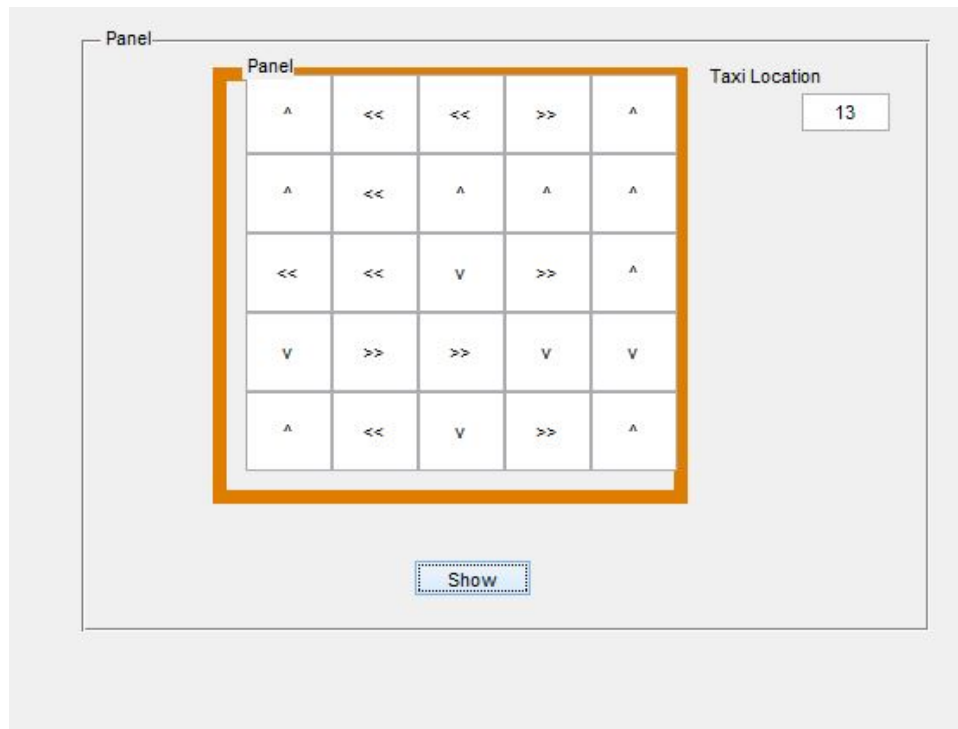 Panel
Panel
Taxi Location
13
^ << << >> ^
^ << ^ ^ ^
<< << v >> ^
v >> >> v v
^ << v >> ^
Show